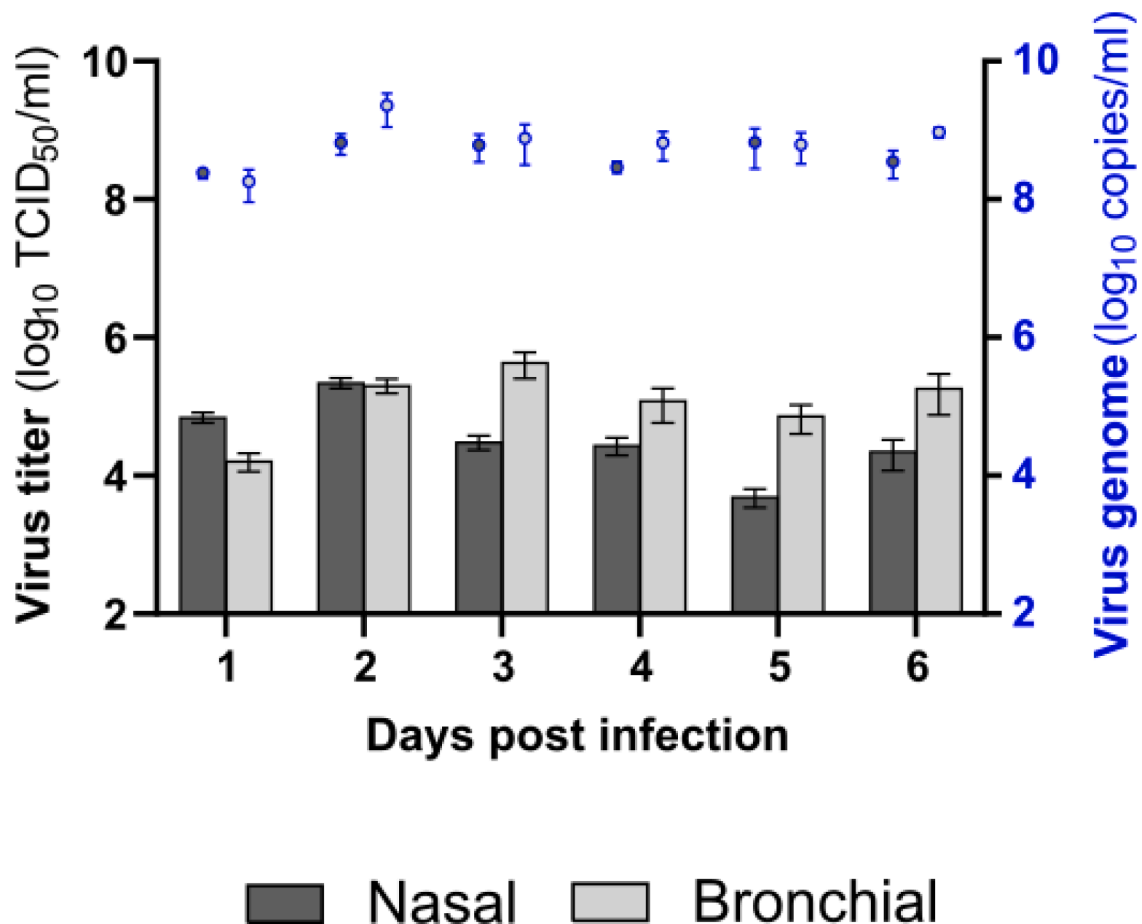 Virus titer (log10 TCID50/ml)
10
8
6
4
2
10
8
6
4
2
Virus genome (log10 copies/ml)
1 2 3 4 5 6
Days post infection
Nasal Bronchial